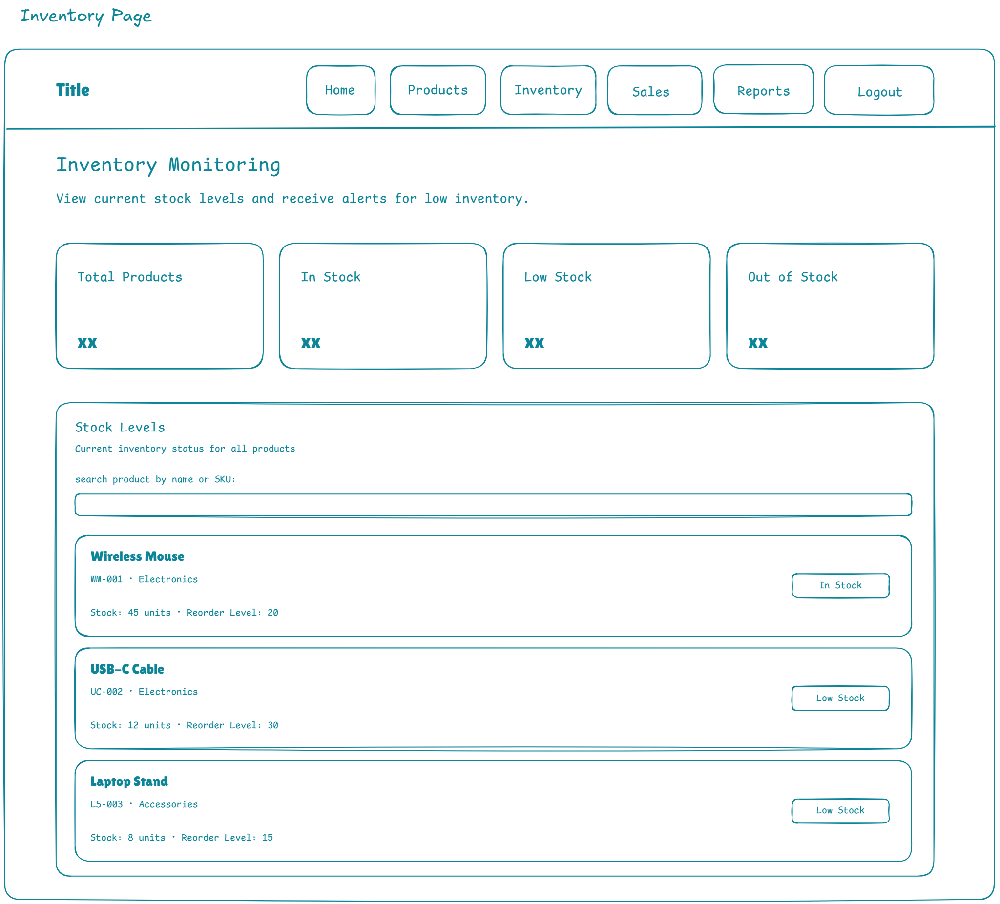 Inventory Page
Title
Home
Products
Inventory
Sales
Reports
Logout
Inventory Monitoring
View current stock levels and receive alerts for low inventory.
Total Products
In Stock
Low Stock
Out of Stock
XX
XX
XX
XX
Stock Levels
Current inventory status for all products
search product by name or SKU:
Wireless Mouse
WM-001 • Electronics
In Stock
Stock: 45 units • Reorder Level: 20
USB-C Cable
UC-002 • Electronics
Low Stock
Stock: 12 units • Reorder Level: 30
Laptop Stand
LS-003 • Accessories
Low Stock
Stock: 8 units • Reorder Level: 15